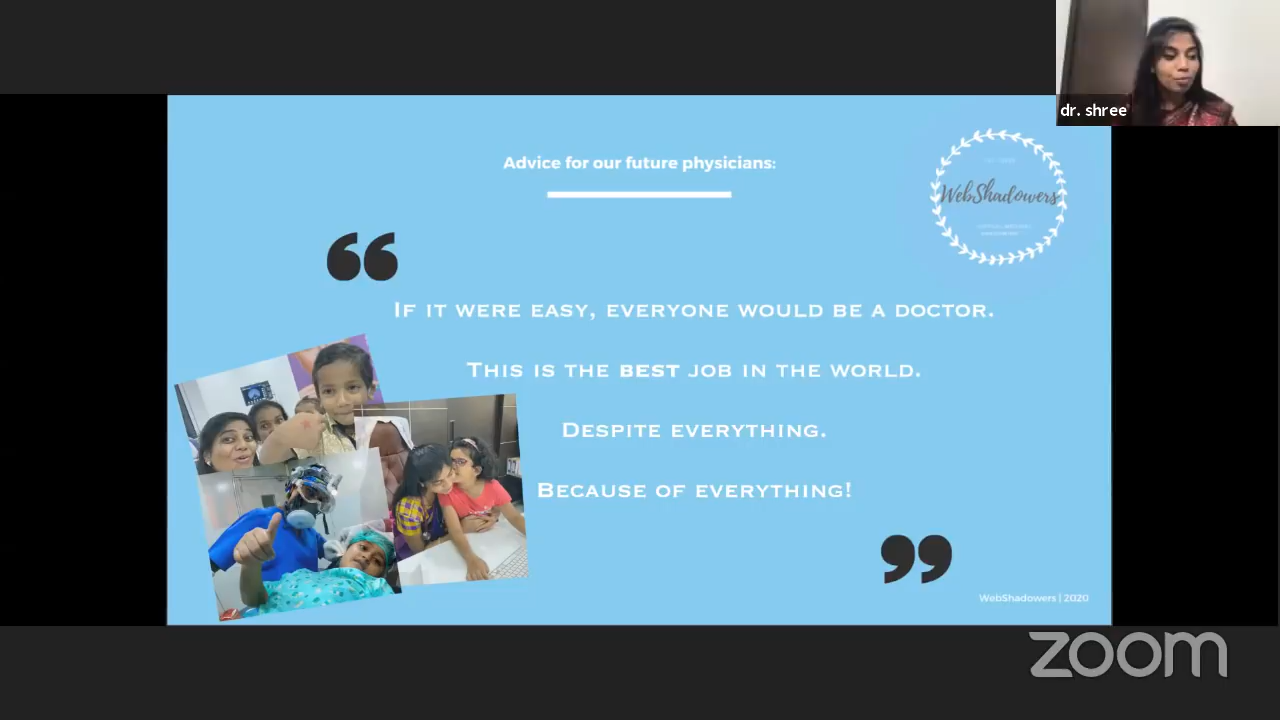 dr. shree
Advice for our future physicians:
WebShadowers
“
IF IT WERE EASY, EVERYONE WOULD BE A DOCTOR.
THIS IS THE BEST JOB IN THE WORLD.
DESPITE EVERYTHING.
BECAUSE OF EVERYTHING!
”
WebShadowers | 2020
zoom